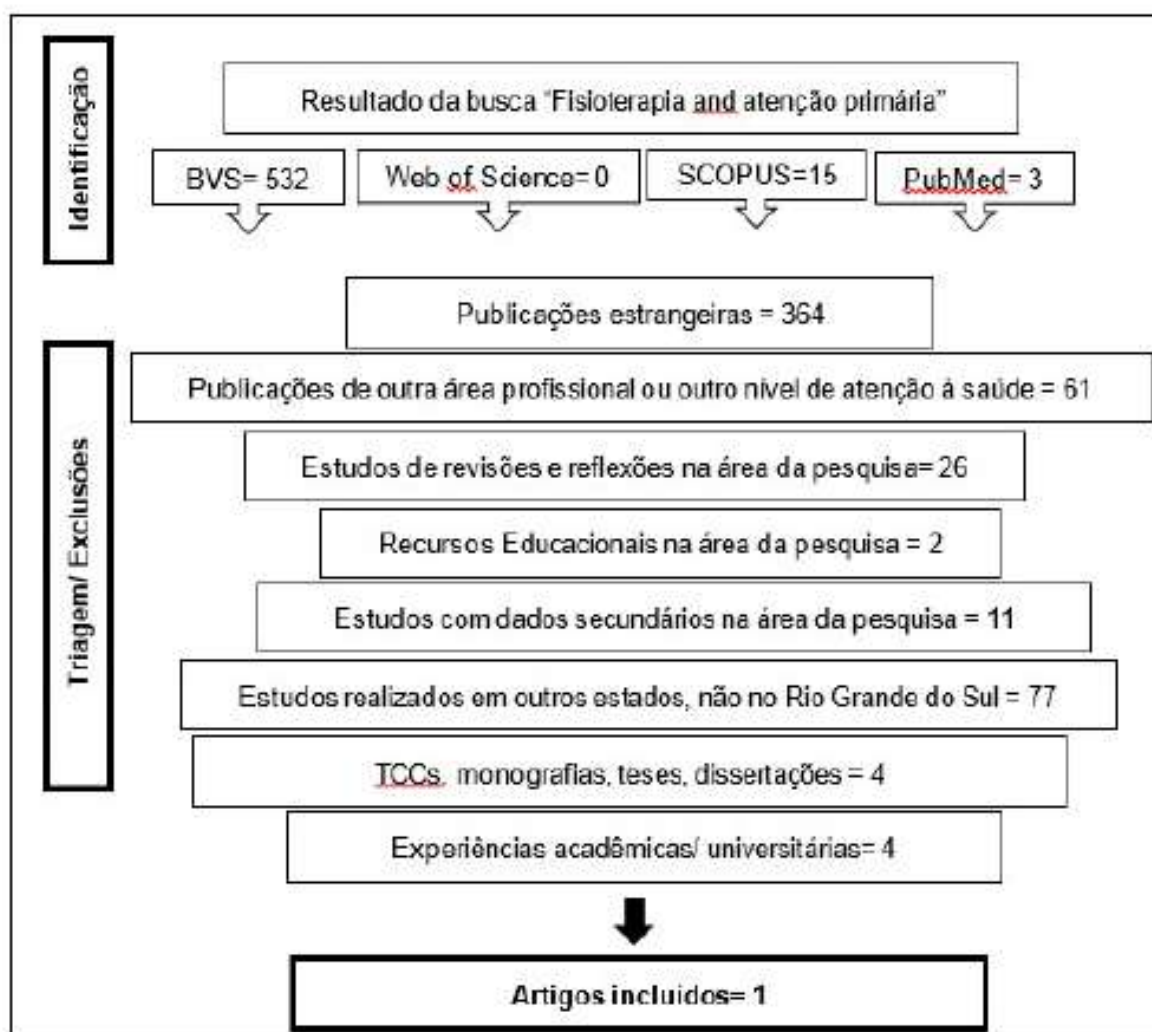 Identificação
Resultado da busca “Fisioterapia and atenção primária”
BVS= 532
Web of Science= 0
SCOPUS=15
PubMed= 3
Triagem/ Exclusões
Publicações estrangeiras = 364
Publicações de outra área profissional ou outro nível de atenção à saúde = 61
Estudos de revisões e reflexões na área da pesquisa= 26
Recursos Educacionais na área da pesquisa = 2
Estudos com dados secundários na área da pesquisa = 11
Estudos realizados em outros estados, não no Rio Grande do Sul = 77
TCCs, monografias, teses, dissertações = 4
Experiências acadêmicas/ universitárias= 4
Artigos incluídos= 1